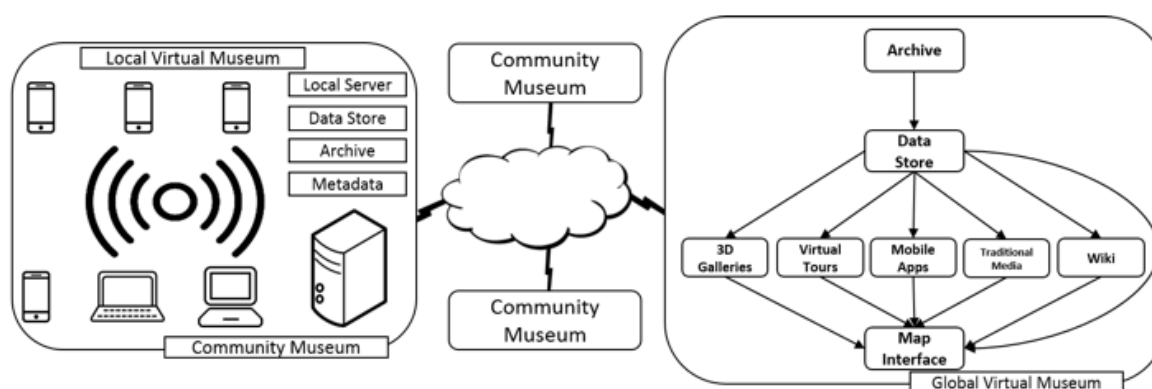 Local Virtual Museum
Local Server
Data Store
Archive
Metadata
Community Museum
Community
Museum
Community
Museum
Archive
Data
Store
3D
Galleries
Virtual
Tours
Mobile
Apps
Traditional
Media
Wiki
Map
Interface
Global Virtual Museum